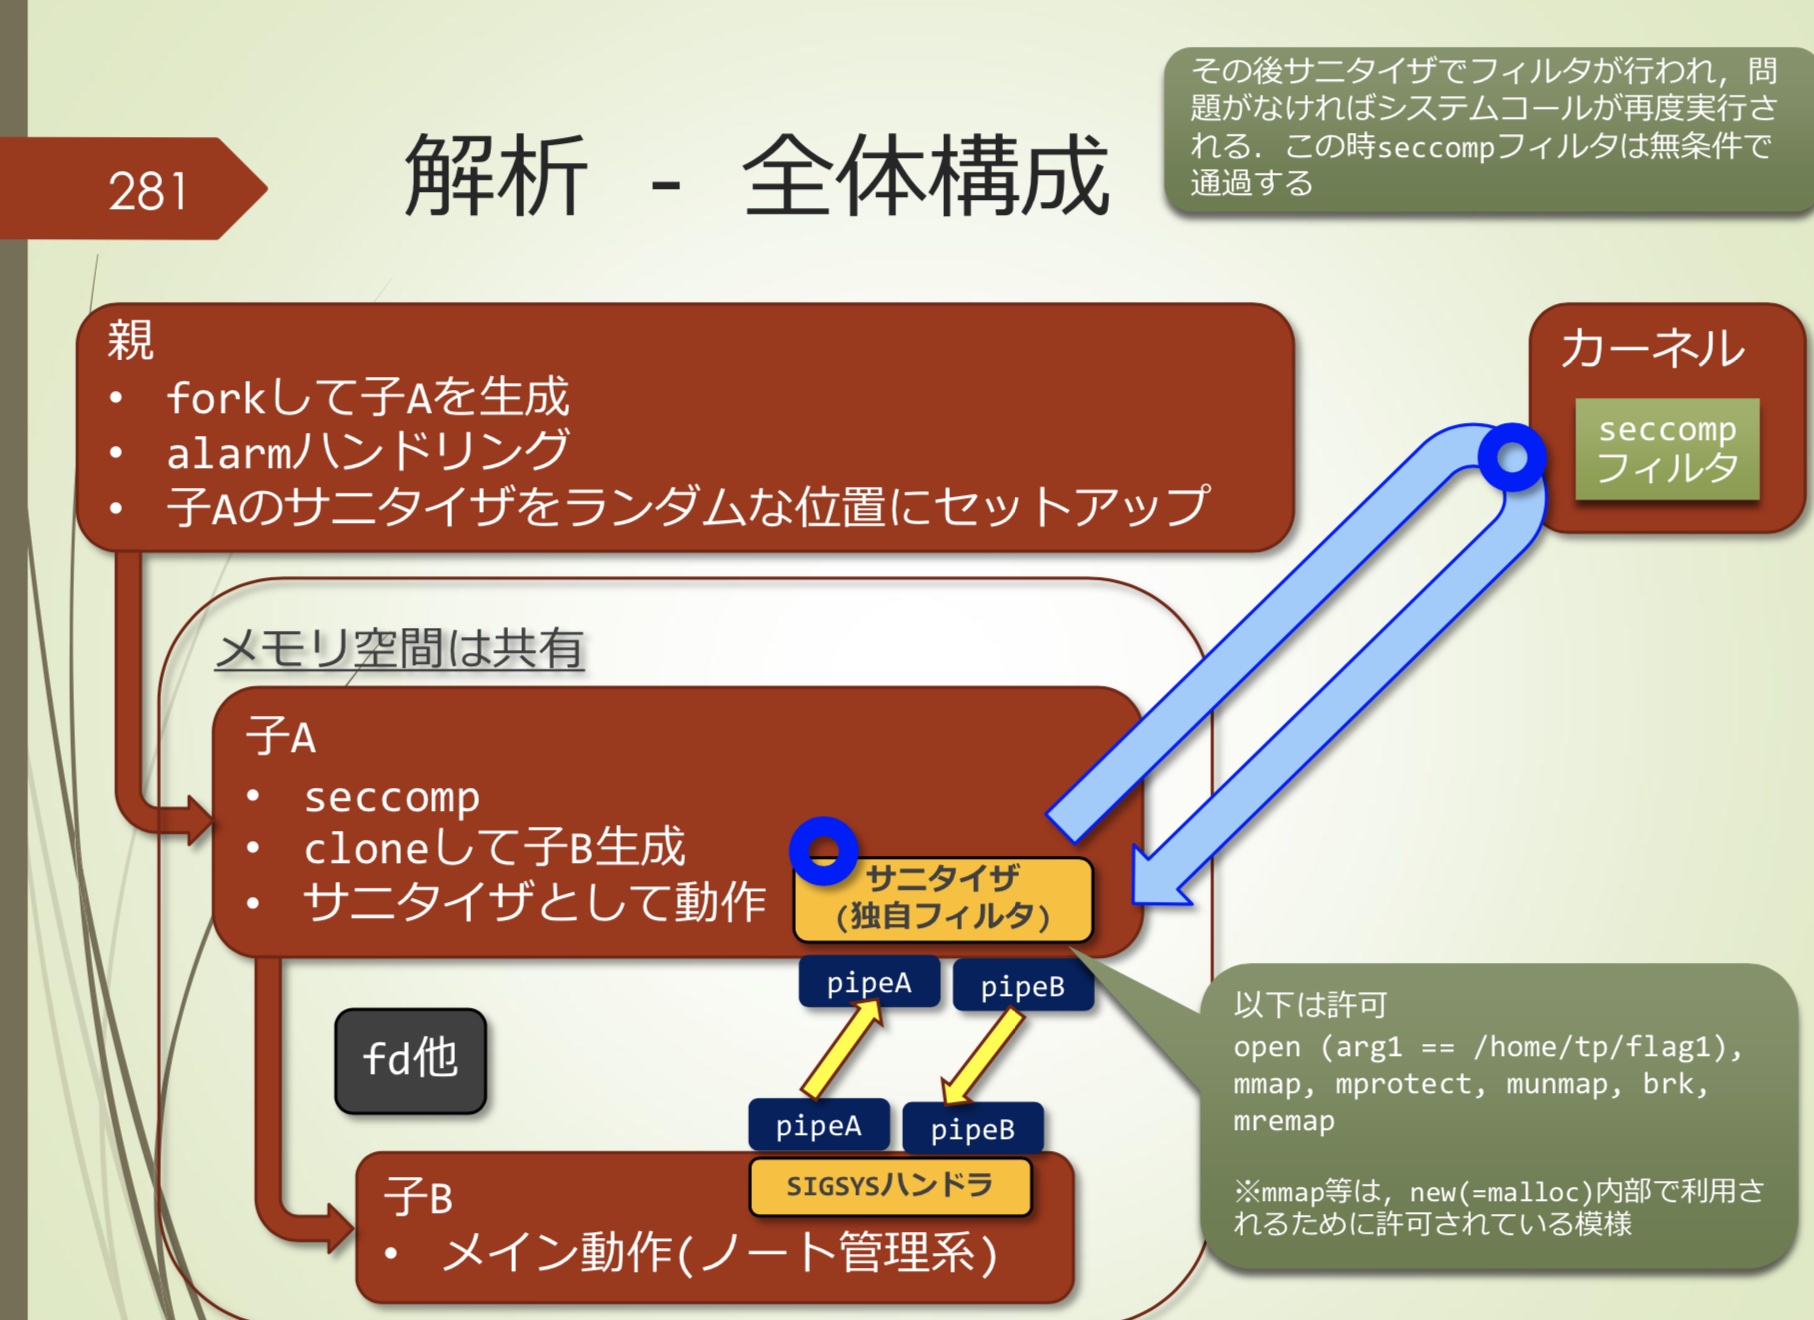 その後サニタイザでフィルタが行われ，問
題がなければシステムコールが再度実行さ
れる．この時seccompフィルタは無条件で
通過する
281
解析 - 全体構成
親
• forkして子Aを生成
• alarmハンドリング
• 子Aのサニタイザをランダムな位置にセットアップ
カーネル
seccomp
フィルタ
メモリ空間は共有
子A
• seccomp
• cloneして子B生成
• サニタイザとして動作
サニタイザ
(独自フィルタ)
pipeA
pipeB
fd他
pipeA
pipeB
SIGSYSハンドラ
子B
• メイン動作(ノート管理系)
以下は許可
open (arg1 == /home/tp/flag1),
mmap, mprotect, munmap, brk,
mremap
※mmap等は，new(=malloc)内部で利用さ
れるために許可されている模様